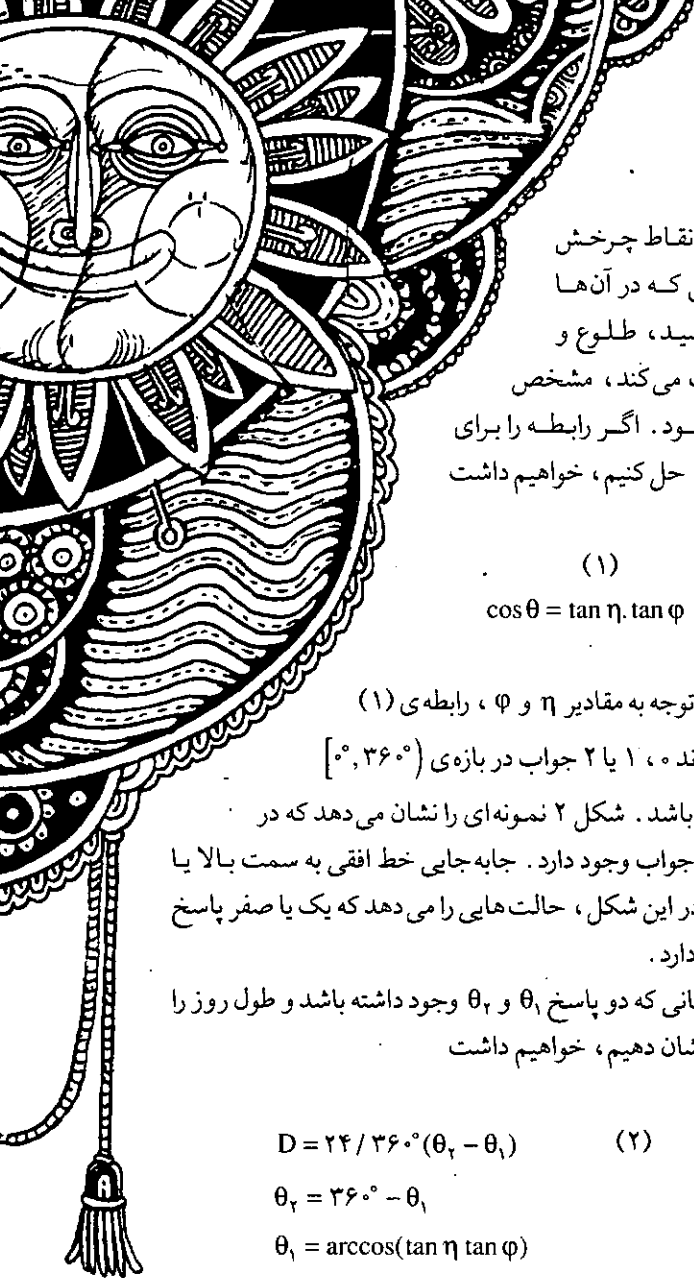 نقاط چرخش
که در آن‌ها
طلوع و
می‌کند، مشخص
اگر رابطه را برای
حل کنیم، خواهیم داشت
(۱)
cos θ = tan η. tan φ
توجه به مقادیر η و φ، رابطه‌ی (۱)
۰، ۱ یا ۲ جواب در بازه‌ی [۰°,۳۶۰°)
باشد. شکل ۲ نمونه‌ای را نشان می‌دهد که در
جواب وجود دارد. جابه‌جایی خط افقی به سمت بالا یا
در این شکل، حالت‌هایی را می‌دهد که یک یا صفر پاسخ
دارد.
که دو پاسخ θ₁ و θ₂ وجود داشته باشد و طول روز را
دهیم، خواهیم داشت
D = ۲۴ / ۳۶۰°(θ₂ − θ₁) (۲)
θ₂ = ۳۶۰° − θ₁
θ₁ = arccos(tan η tan φ)